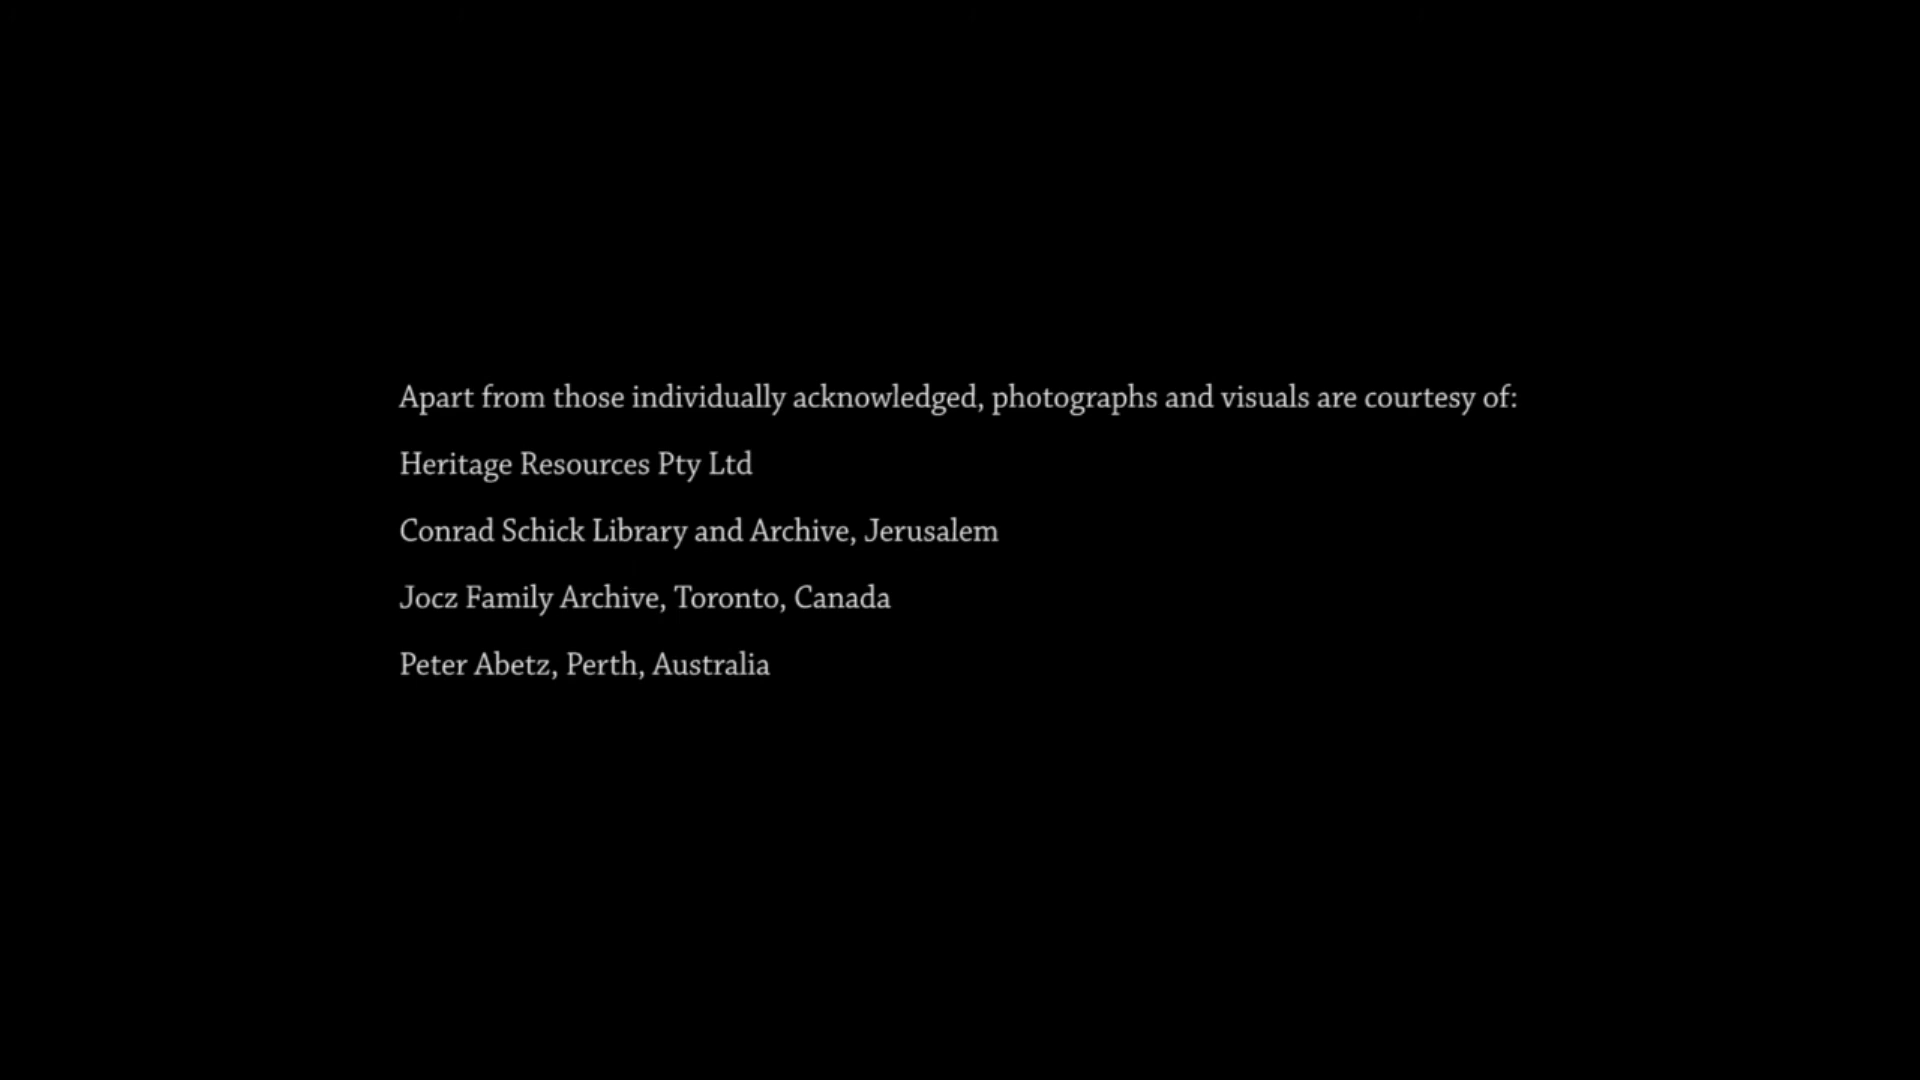 Apart from those individually acknowledged, photographs and visuals are courtesy of:
Heritage Resources Pty Ltd
Conrad Schick Library and Archive, Jerusalem
Jocz Family Archive, Toronto, Canada
Peter Abetz, Perth, Australia